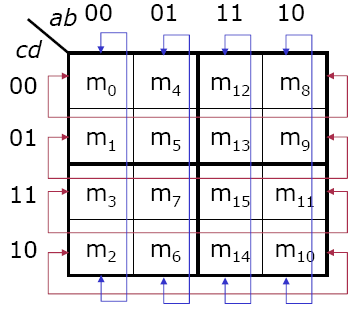 ab 00 01 11 10
cd
00 m₀ m₄ m₁₂ m₈
01 m₁ m₅ m₁₃ m₉
11 m₃ m₇ m₁₅ m₁₁
10 m₂ m₆ m₁₄ m₁₀